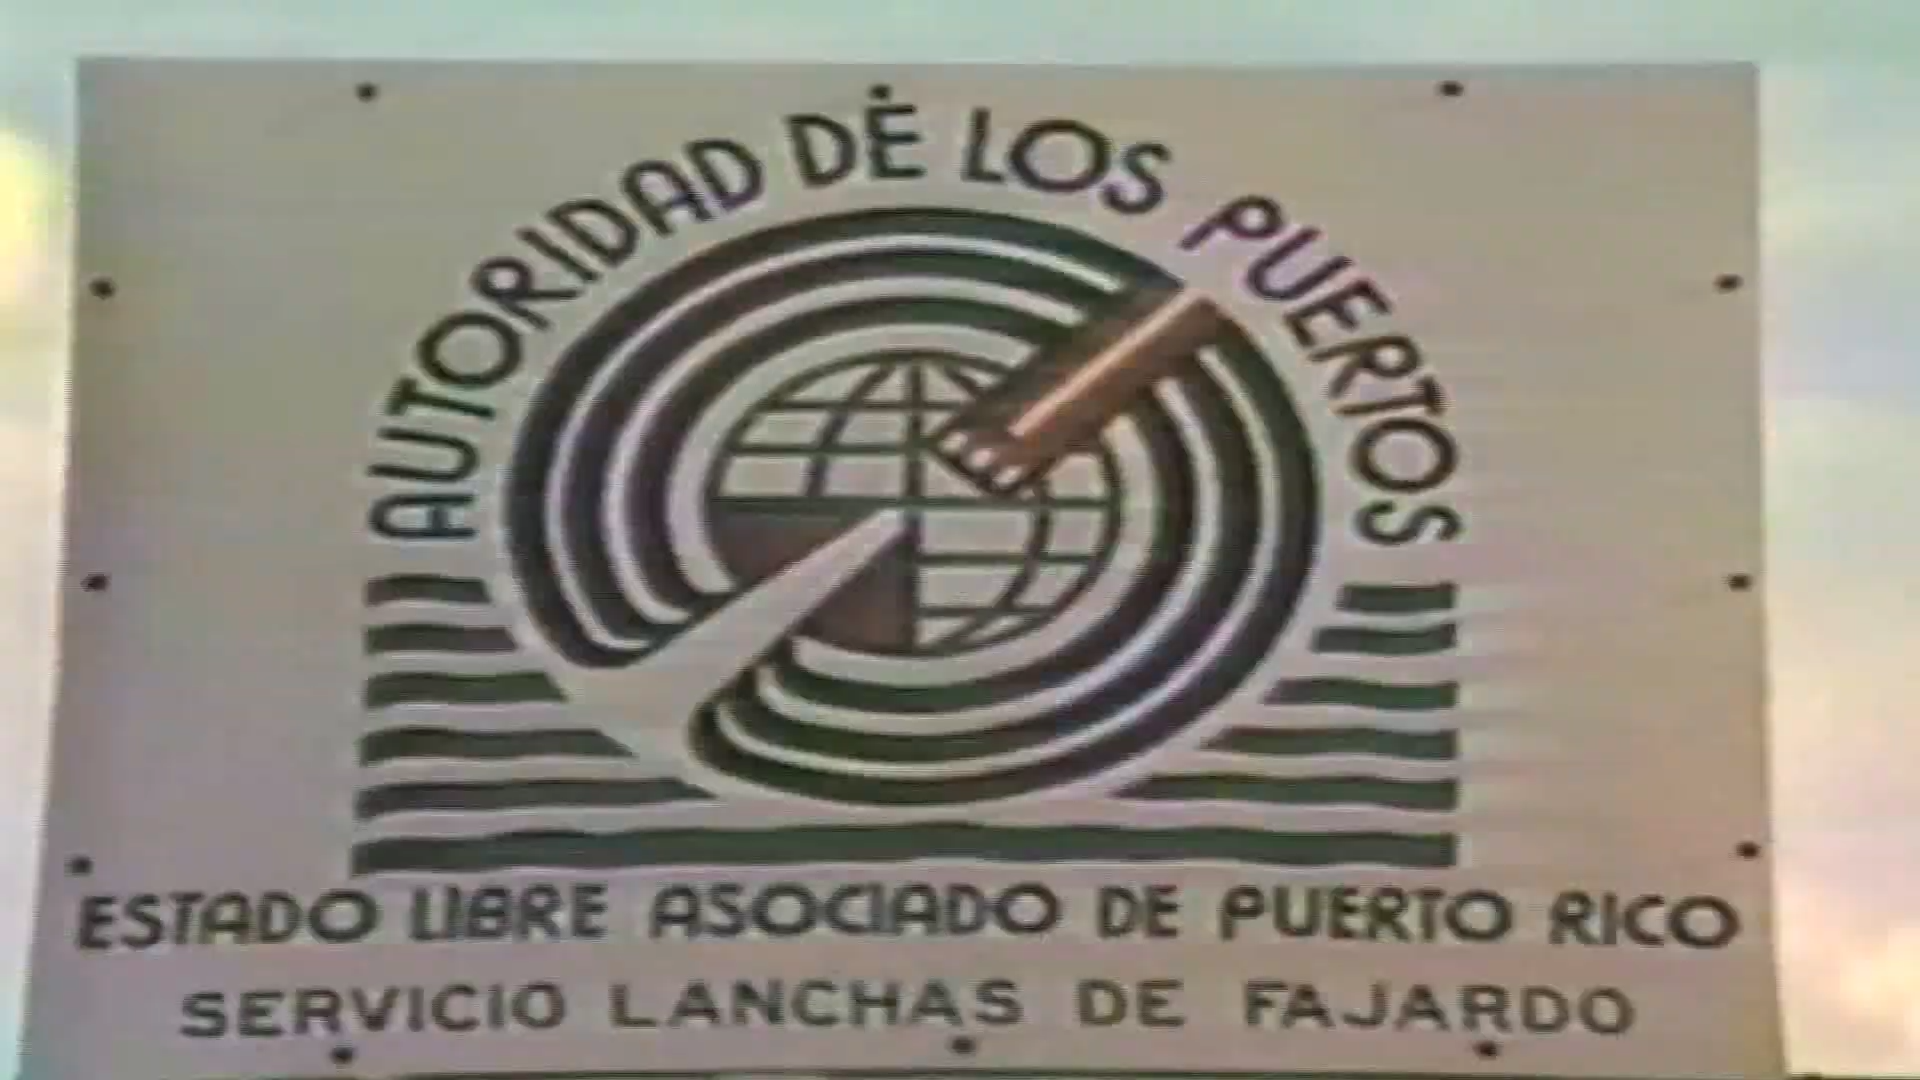 AUTORIDAD DE LOS PUERTOS
ESTADO LIBRE ASOCIADO DE PUERTO RICO
SERVICIO LANCHAS DE FAJARDO